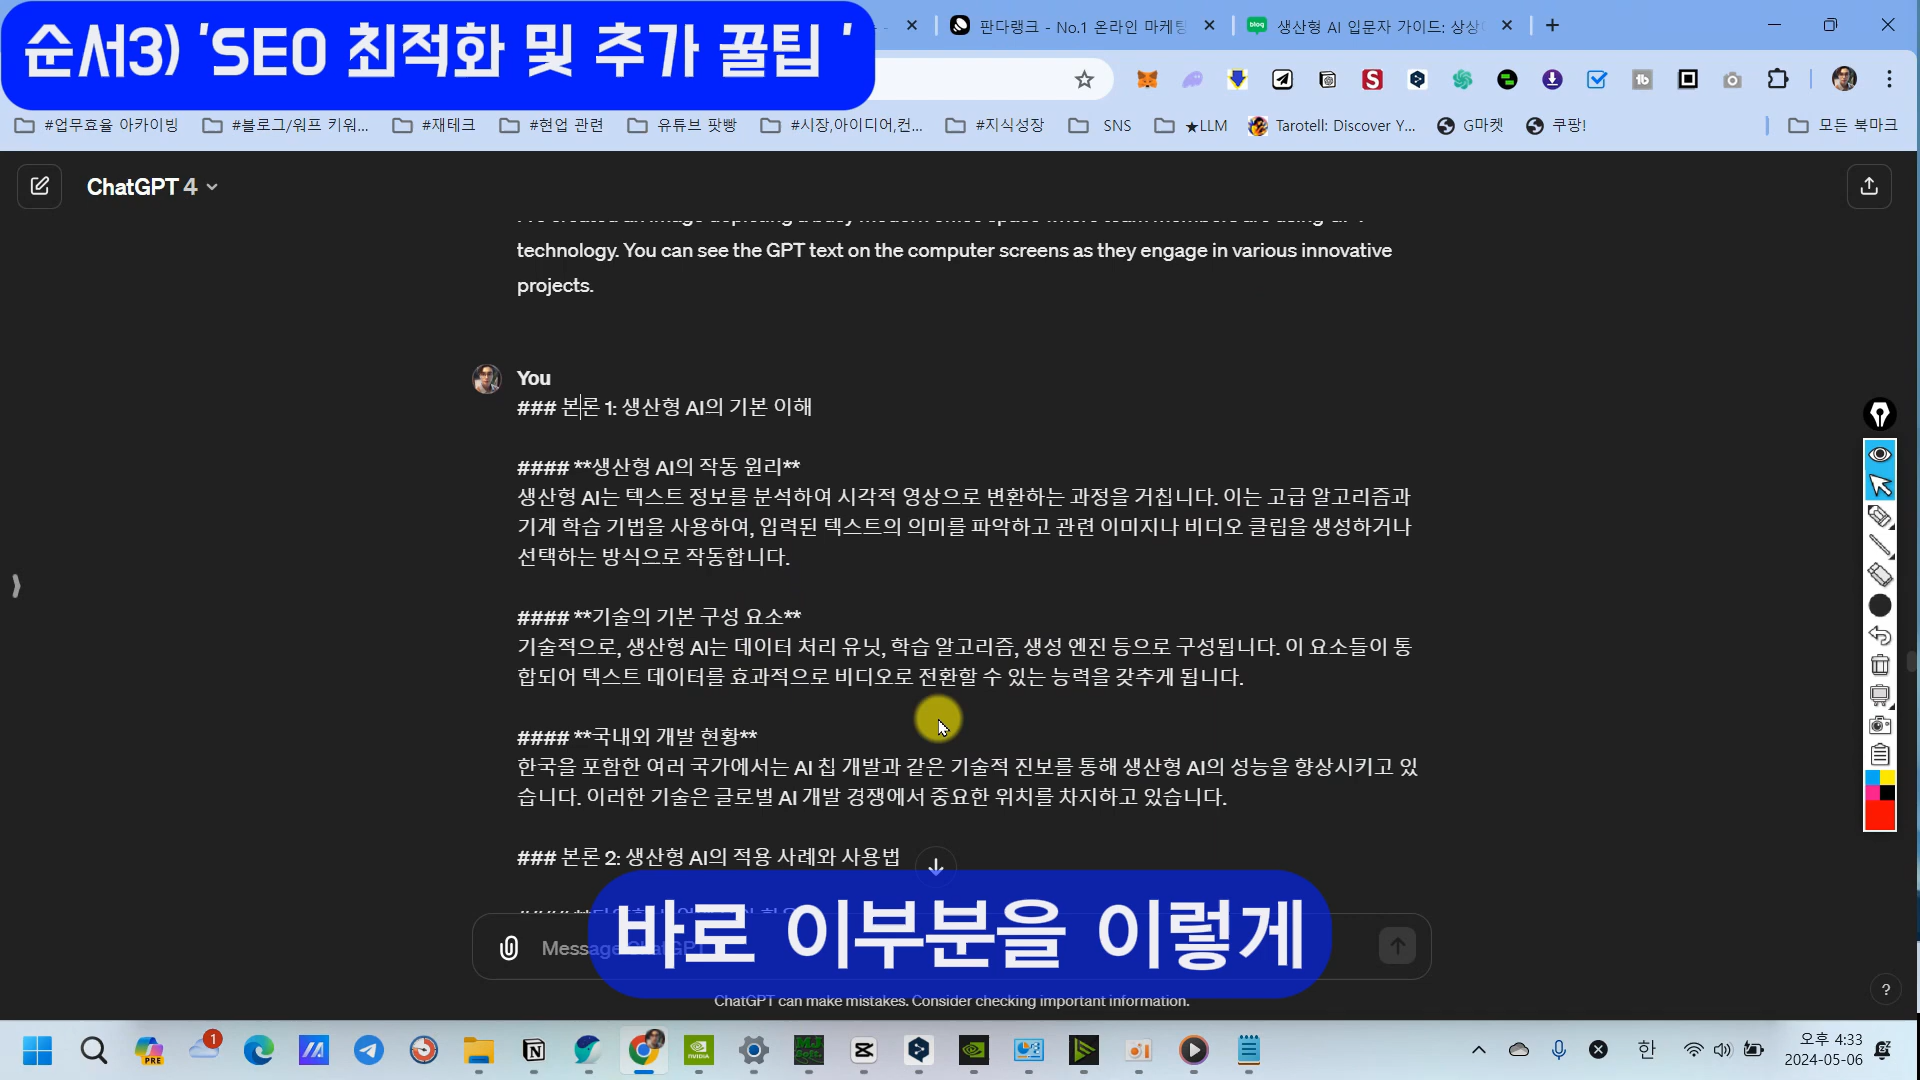 순서3) 'SEO 최적화 및 추가 꿀팁 '
판다랭크 - No.1 온라인 마케팅
생산형 AI 입문자 가이드: 상상
#업무효율 아카이빙
#블로그/워프 키워...
#재테크
#현업 관련
유튜브 팟빵
#시장,아이디어,컨...
#지식성장
SNS
★LLM
Tarotell: Discover Y...
G마켓
쿠팡!
모든 북마크
ChatGPT 4
technology. You can see the GPT text on the computer screens as they engage in various innovative
projects.
You
### 본론 1: 생산형 AI의 기본 이해
#### **생산형 AI의 작동 원리**
생산형 AI는 텍스트 정보를 분석하여 시각적 영상으로 변환하는 과정을 거칩니다. 이는 고급 알고리즘과
기계 학습 기법을 사용하여, 입력된 텍스트의 의미를 파악하고 관련 이미지나 비디오 클립을 생성하거나
선택하는 방식으로 작동합니다.
#### **기술의 기본 구성 요소**
기술적으로, 생산형 AI는 데이터 처리 유닛, 학습 알고리즘, 생성 엔진 등으로 구성됩니다. 이 요소들이 통
합되어 텍스트 데이터를 효과적으로 비디오로 전환할 수 있는 능력을 갖추게 됩니다.
#### **국내외 개발 현황**
한국을 포함한 여러 국가에서는 AI 칩 개발과 같은 기술적 진보를 통해 생산형 AI의 성능을 향상시키고 있
습니다. 이러한 기술은 글로벌 AI 개발 경쟁에서 중요한 위치를 차지하고 있습니다.
### 본론 2: 생산형 AI의 적용 사례와 사용법
바로 이부분을 이렇게
Message ChatGPT
ChatGPT can make mistakes. Consider checking important information.
?
한
오후 4:33
2024-05-06